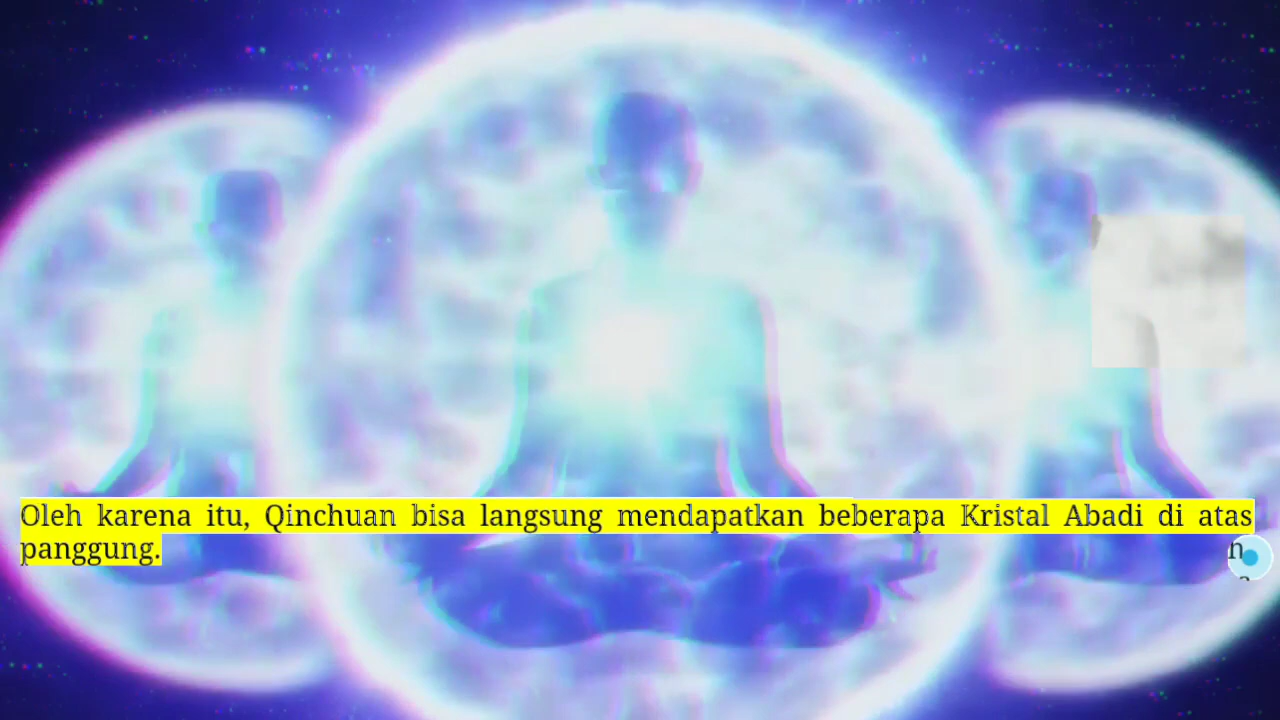 Oleh karena itu, Qinchuan bisa langsung mendapatkan beberapa Kristal Abadi di atas
panggung.
n